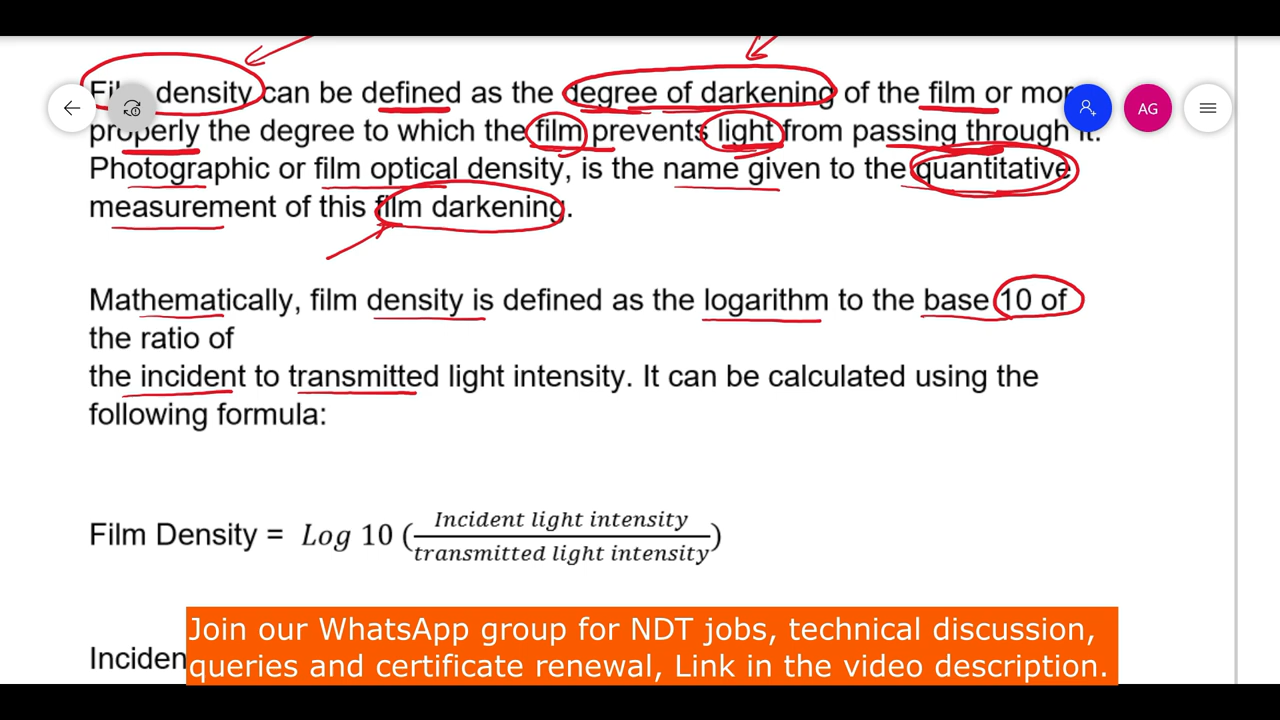 Film density can be defined as the degree of darkening of the film or more
AG
properly the degree to which the film prevents light from passing through it.
Photographic or film optical density, is the name given to the quantitative
measurement of this film darkening.
Mathematically, film density is defined as the logarithm to the base 10 of
the ratio of
the incident to transmitted light intensity. It can be calculated using the
following formula:
Film Density = Log 10 (Incident light intensity / transmitted light intensity)
Join our WhatsApp group for NDT jobs, technical discussion,
queries and certificate renewal, Link in the video description.